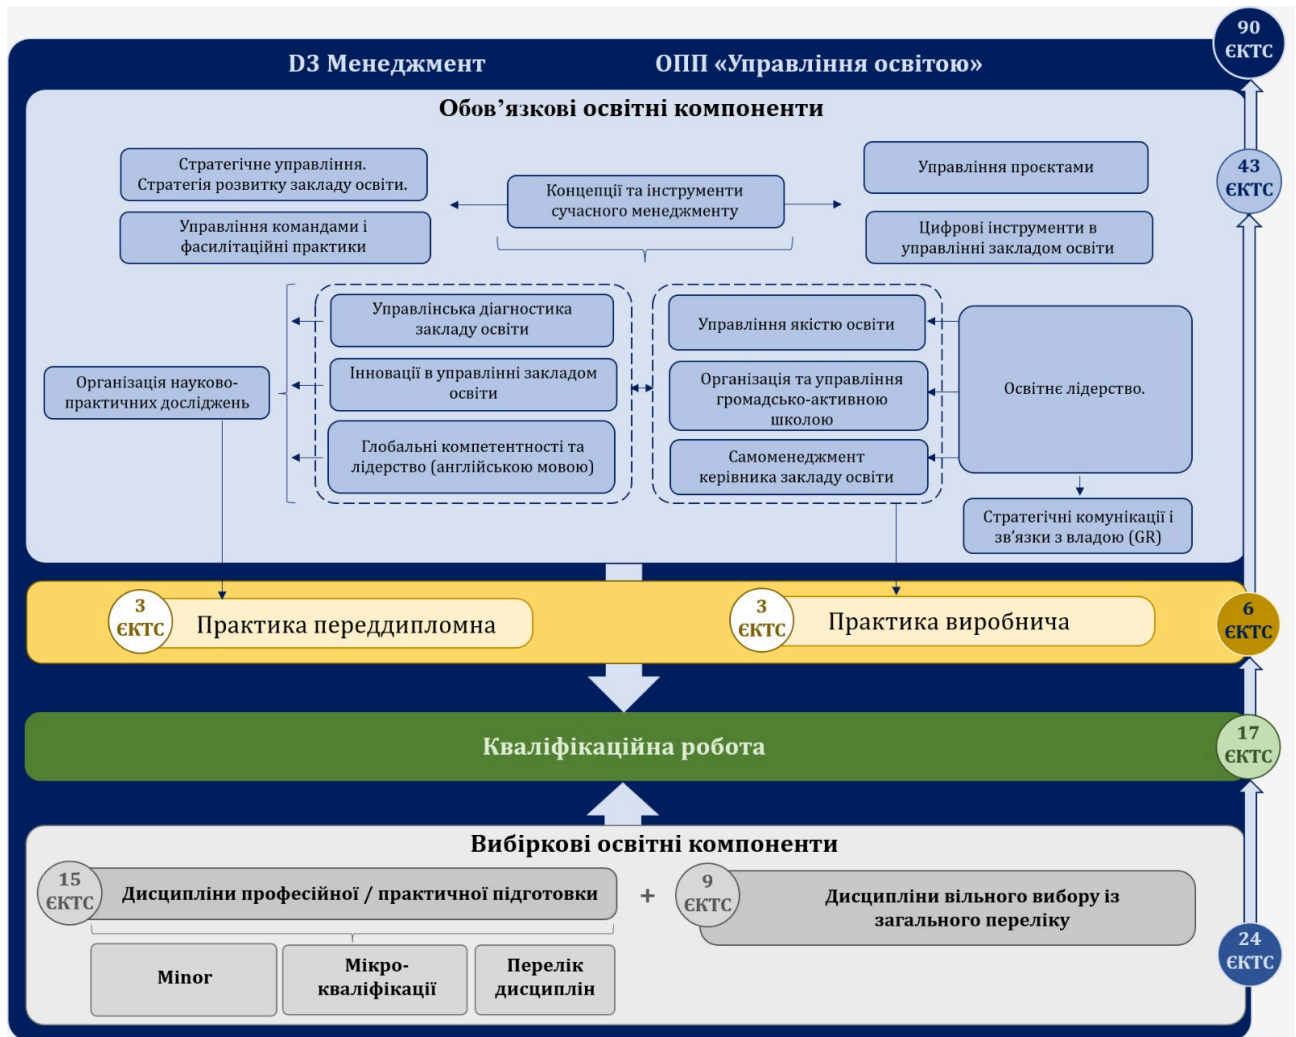 90
ЄКТС
D3 Менеджмент
ОПП «Управління освітою»
Обов’язкові освітні компоненти
43
ЄКТС
Стратегічне управління.
Стратегія розвитку закладу освіти.
Концепції та інструменти
сучасного менеджменту
Управління проєктами
Управління командами і
фасилітаційні практики
Цифрові інструменти в
управлінні закладом освіти
Управлінська діагностика
закладу освіти
Управління якістю освіти
Організація науково-
практичних досліджень
Інновації в управлінні закладом
освіти
Організація та управління
громадсько-активною
школою
Освітнє лідерство.
Глобальні компетентності та
лідерство (англійською мовою)
Самоменеджмент
керівника закладу освіти
Стратегічні комунікації і
зв’язки з владою (GR)
3
ЄКТС
Практика переддипломна
3
ЄКТС
Практика виробнича
6
ЄКТС
Кваліфікаційна робота
17
ЄКТС
Вибіркові освітні компоненти
15
ЄКТС
Дисципліни професійної / практичної підготовки
+
9
ЄКТС
Дисципліни вільного вибору із
загального переліку
24
ЄКТС
Minor
Мікро-
кваліфікації
Перелік
дисциплін